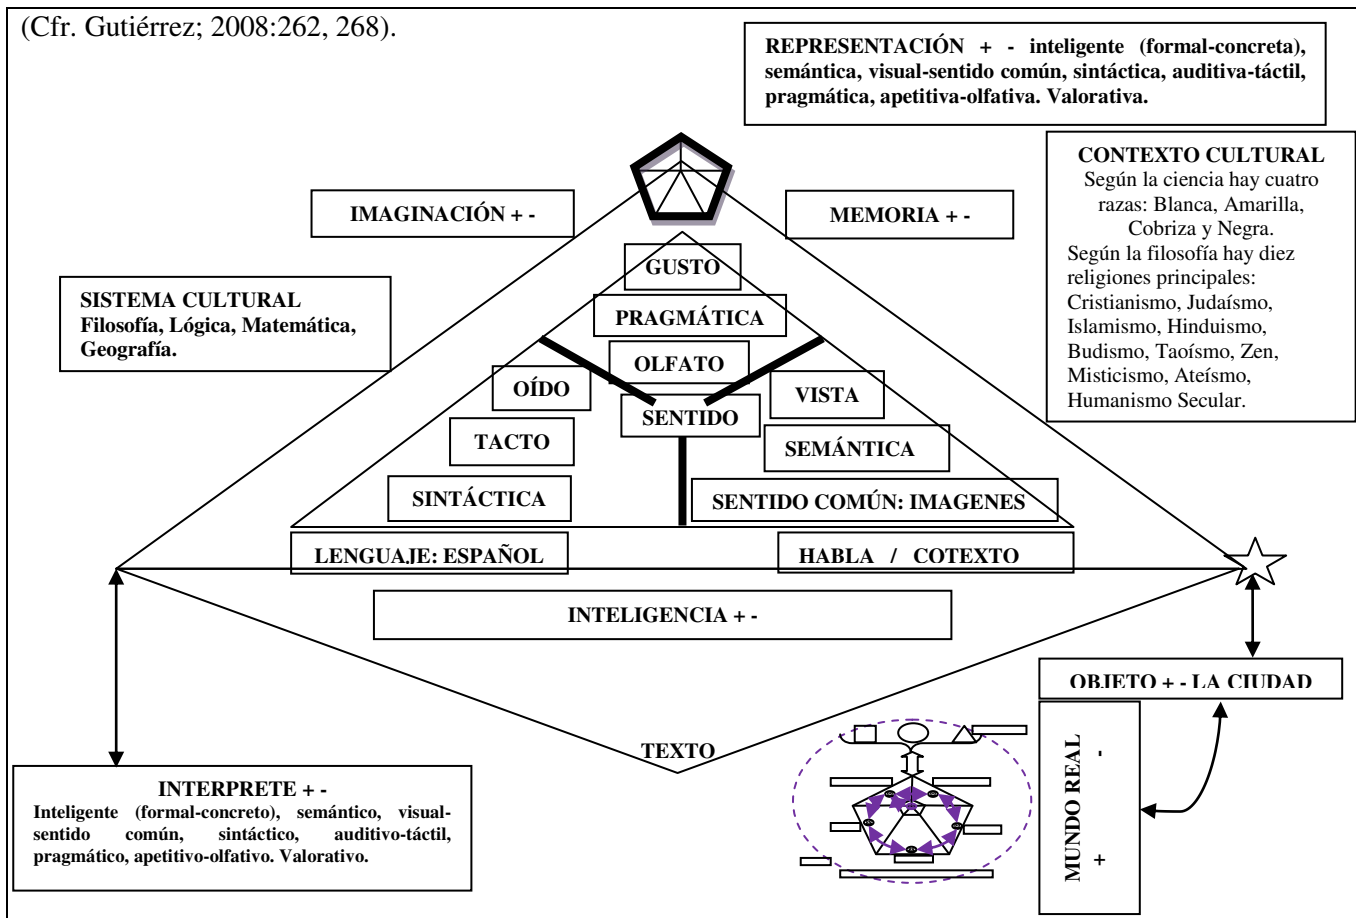 (Cfr. Gutiérrez; 2008:262, 268).
REPRESENTACIÓN + - inteligente (formal-concreta),
semántica, visual-sentido común, sintáctica, auditiva-táctil,
pragmática, apetitiva-olfativa. Valorativa.
CONTEXTO CULTURAL
Según la ciencia hay cuatro
razas: Blanca, Amarilla,
Cobriza y Negra.
Según la filosofía hay diez
religiones principales:
Cristianismo, Judaísmo,
Islamismo, Hinduismo,
Budismo, Taoísmo, Zen,
Misticismo, Ateísmo,
Humanismo Secular.
IMAGINACIÓN + -
MEMORIA + -
SISTEMA CULTURAL
Filosofía, Lógica, Matemática,
Geografía.
GUSTO
PRAGMÁTICA
OLFATO
OÍDO
VISTA
SENTIDO
TACTO
SEMÁNTICA
SINTÁCTICA
SENTIDO COMÚN: IMAGENES
LENGUAJE: ESPAÑOL
HABLA / COTEXTO
INTELIGENCIA + -
OBJETO + - LA CIUDAD
TEXTO
MUNDO REAL
+ -
INTERPRETE + -
Inteligente (formal-concreto), semántico, visual-
sentido común, sintáctico, auditivo-táctil,
pragmático, apetitivo-olfativo. Valorativo.